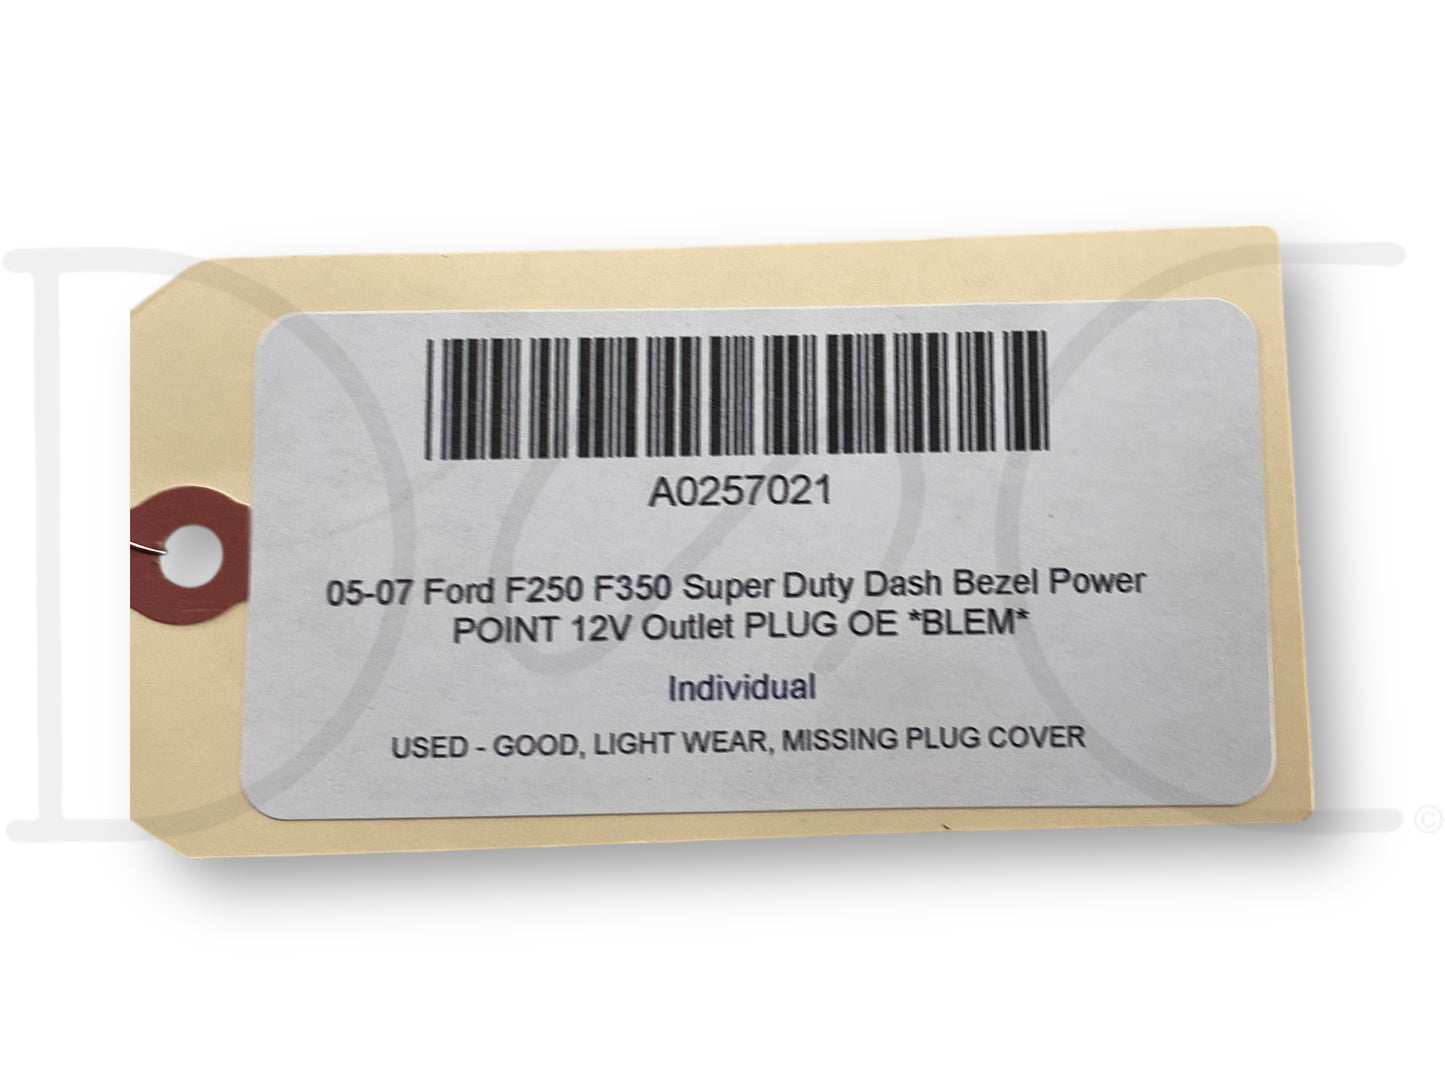 A0257021
05-07 Ford F250 F350 Super Duty Dash Bezel Power
POINT 12V Outlet PLUG OE *BLEM*
Individual
USED - GOOD, LIGHT WEAR, MISSING PLUG COVER
©